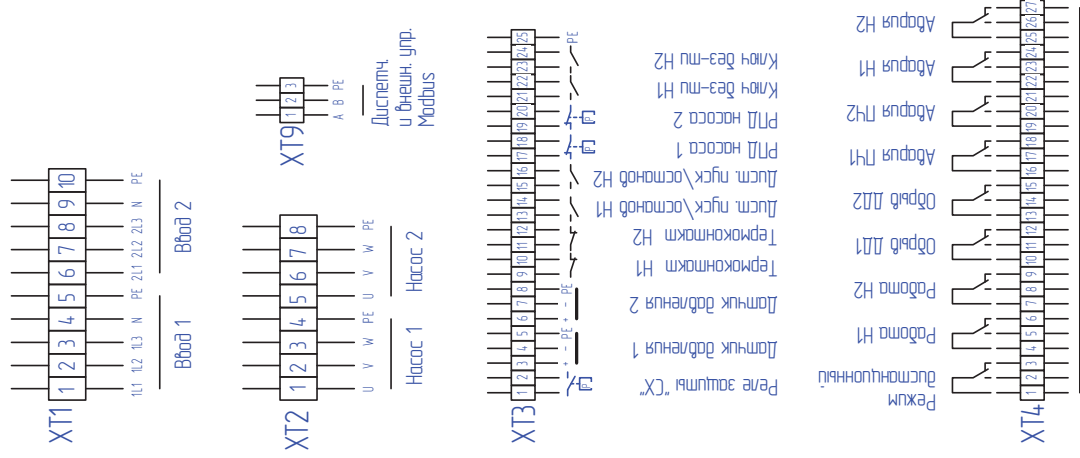 XT1
1 2 3 4 5 6 7 8 9 10
1L1 1L2 1L3 N PE 2L1 2L2 2L3 N PE
Ввод 1
Ввод 2
XT2
1 2 3 4 5 6 7 8
U V W PE U V W PE
Насос 1
Насос 2
XT9
1 2 3
A B PE
Диспетч.
и внешн. упр.
Modbus
XT3
1 2 3 4 5 6 7 8 9 10 11 12 13 14 15 16 17 18 19 20 21 22 23 24 25
P
+ - PE
+ - PE
P
P
PE
Реле защиты "СХ"
Датчик давления 1
Датчик давления 2
Термоконтакт Н1
Термоконтакт Н2
Дист. пуск/останов Н1
Дист. пуск/останов Н2
РПД насоса 1
РПД насоса 2
Ключ без-ти Н1
Ключ без-ти Н2
XT4
1 2 3 4 5 6 7 8 9 10 11 12 13 14 15 16 17 18 19 20 21 22 23 24 25 26 27
Режим
дистанционный
Работа Н1
Работа Н2
Обрыв ДД1
Обрыв ДД2
Авария ПЧ1
Авария ПЧ2
Авария Н1
Авария Н2